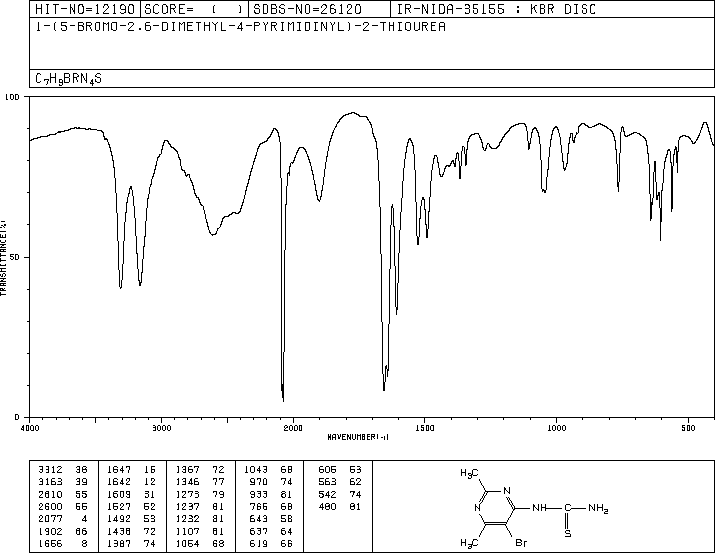 HIT-NO=12190 SCORE= ( ) SDBS-NO=26120 IR-NIDA-35155 : KBR DISC
1-(5-BROMO-2,6-DIMETHYL-4-PYRIMIDINYL)-2-THIOUREA
C7H9BRN4S
100
50
0
TRANSMITTANCE(%)
4000 3000 2000 1500 1000 500
WAVENUMBER(-1)
3312 38 1647 15 1367 72 1043 68 606 53
3163 39 1642 12 1346 77 970 74 563 62
2610 55 1609 31 1273 79 933 81 542 74
2600 55 1527 52 1237 81 766 68 480 81
2077 4 1492 53 1232 81 643 58
1902 66 1438 72 1107 81 637 64
1656 8 1387 74 1054 68 619 66
H3C
N
N
NH
NH2
S
N
H3C
Br